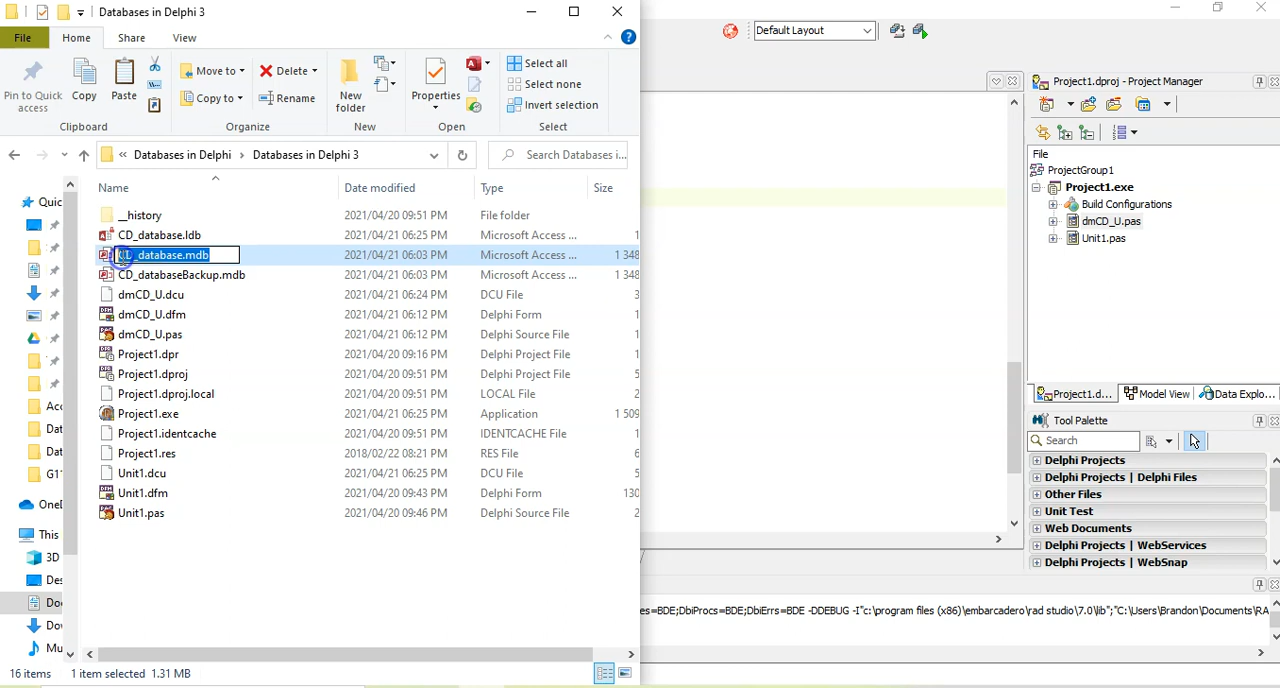 Databases in Delphi 3
File Home Share View
Pin to Quick access
Copy
Paste
Move to
Copy to
Delete
Rename
New folder
Properties
Select all
Select none
Invert selection
Clipboard Organize New Open Select
« Databases in Delphi > Databases in Delphi 3
Search Databases i...
Name Date modified Type Size
__history 2021/04/20 09:51 PM File folder
CD_database.ldb 2021/04/21 06:25 PM Microsoft Access ... 1
CD_database.mdb 2021/04/21 06:03 PM Microsoft Access ... 1 348
CD_databaseBackup.mdb 2021/04/21 06:03 PM Microsoft Access ... 1 348
dmCD_U.dcu 2021/04/21 06:24 PM DCU File 3
dmCD_U.dfm 2021/04/21 06:12 PM Delphi Form 1
dmCD_U.pas 2021/04/21 06:12 PM Delphi Source File 1
Project1.dpr 2021/04/20 09:16 PM Delphi Project File 1
Project1.dproj 2021/04/20 09:51 PM Delphi Project File 5
Project1.dproj.local 2021/04/20 09:51 PM LOCAL File 2
Project1.exe 2021/04/21 06:25 PM Application 1 509
Project1.identcache 2021/04/20 09:51 PM IDENTCACHE File 1
Project1.res 2018/02/22 08:21 PM RES File 6
Unit1.dcu 2021/04/21 06:25 PM DCU File 5
Unit1.dfm 2021/04/20 09:43 PM Delphi Form 130
Unit1.pas 2021/04/20 09:46 PM Delphi Source File 2
Quic
Acc
Dat
Dat
G1
OneD
This
3D
Des
Do
Do
Mu
16 items 1 item selected 1.31 MB
Default Layout
Project1.dproj - Project Manager
File
ProjectGroup1
Project1.exe
Build Configurations
dmCD_U.pas
Unit1.pas
Project1.d... Model View Data Explo...
Tool Palette
Search
Delphi Projects
Delphi Projects | Delphi Files
Other Files
Unit Test
Web Documents
Delphi Projects | WebServices
Delphi Projects | WebSnap
es=BDE;DbiProcs=BDE;DbiErrs=BDE -DDEBUG -I"c:\program files (x86)\embarcadero\rad studio\7.0\lib";"C:\Users\Brandon\Documents\RA